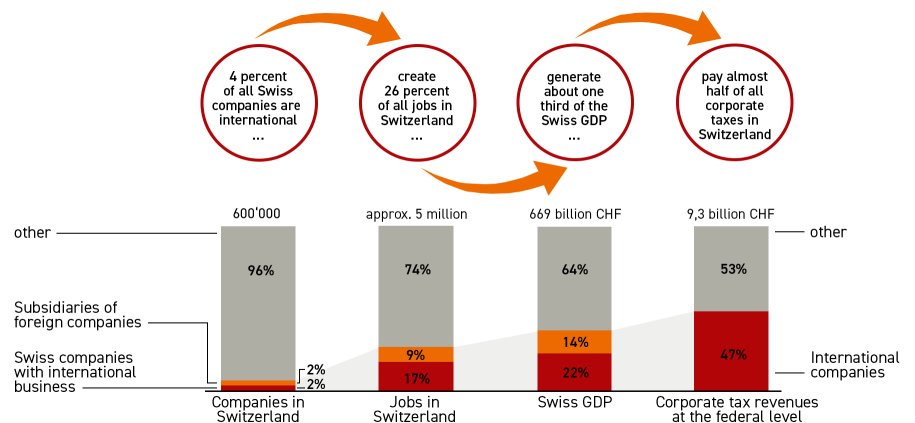 4 percent
of all Swiss
companies are
international
...
create
26 percent
of all jobs in
Switzerland
...
generate
about one
third of the
Swiss GDP
...
pay almost
half of all
corporate
taxes in
Switzerland
600‘000
approx. 5 million
669 billion CHF
9,3 billion CHF
other
other
96%
74%
64%
53%
Subsidiaries of
foreign companies
Swiss companies
with international
business
2%
2%
9%
17%
14%
22%
47%
International
companies
Companies in
Switzerland
Jobs in
Switzerland
Swiss GDP
Corporate tax revenues
at the federal level